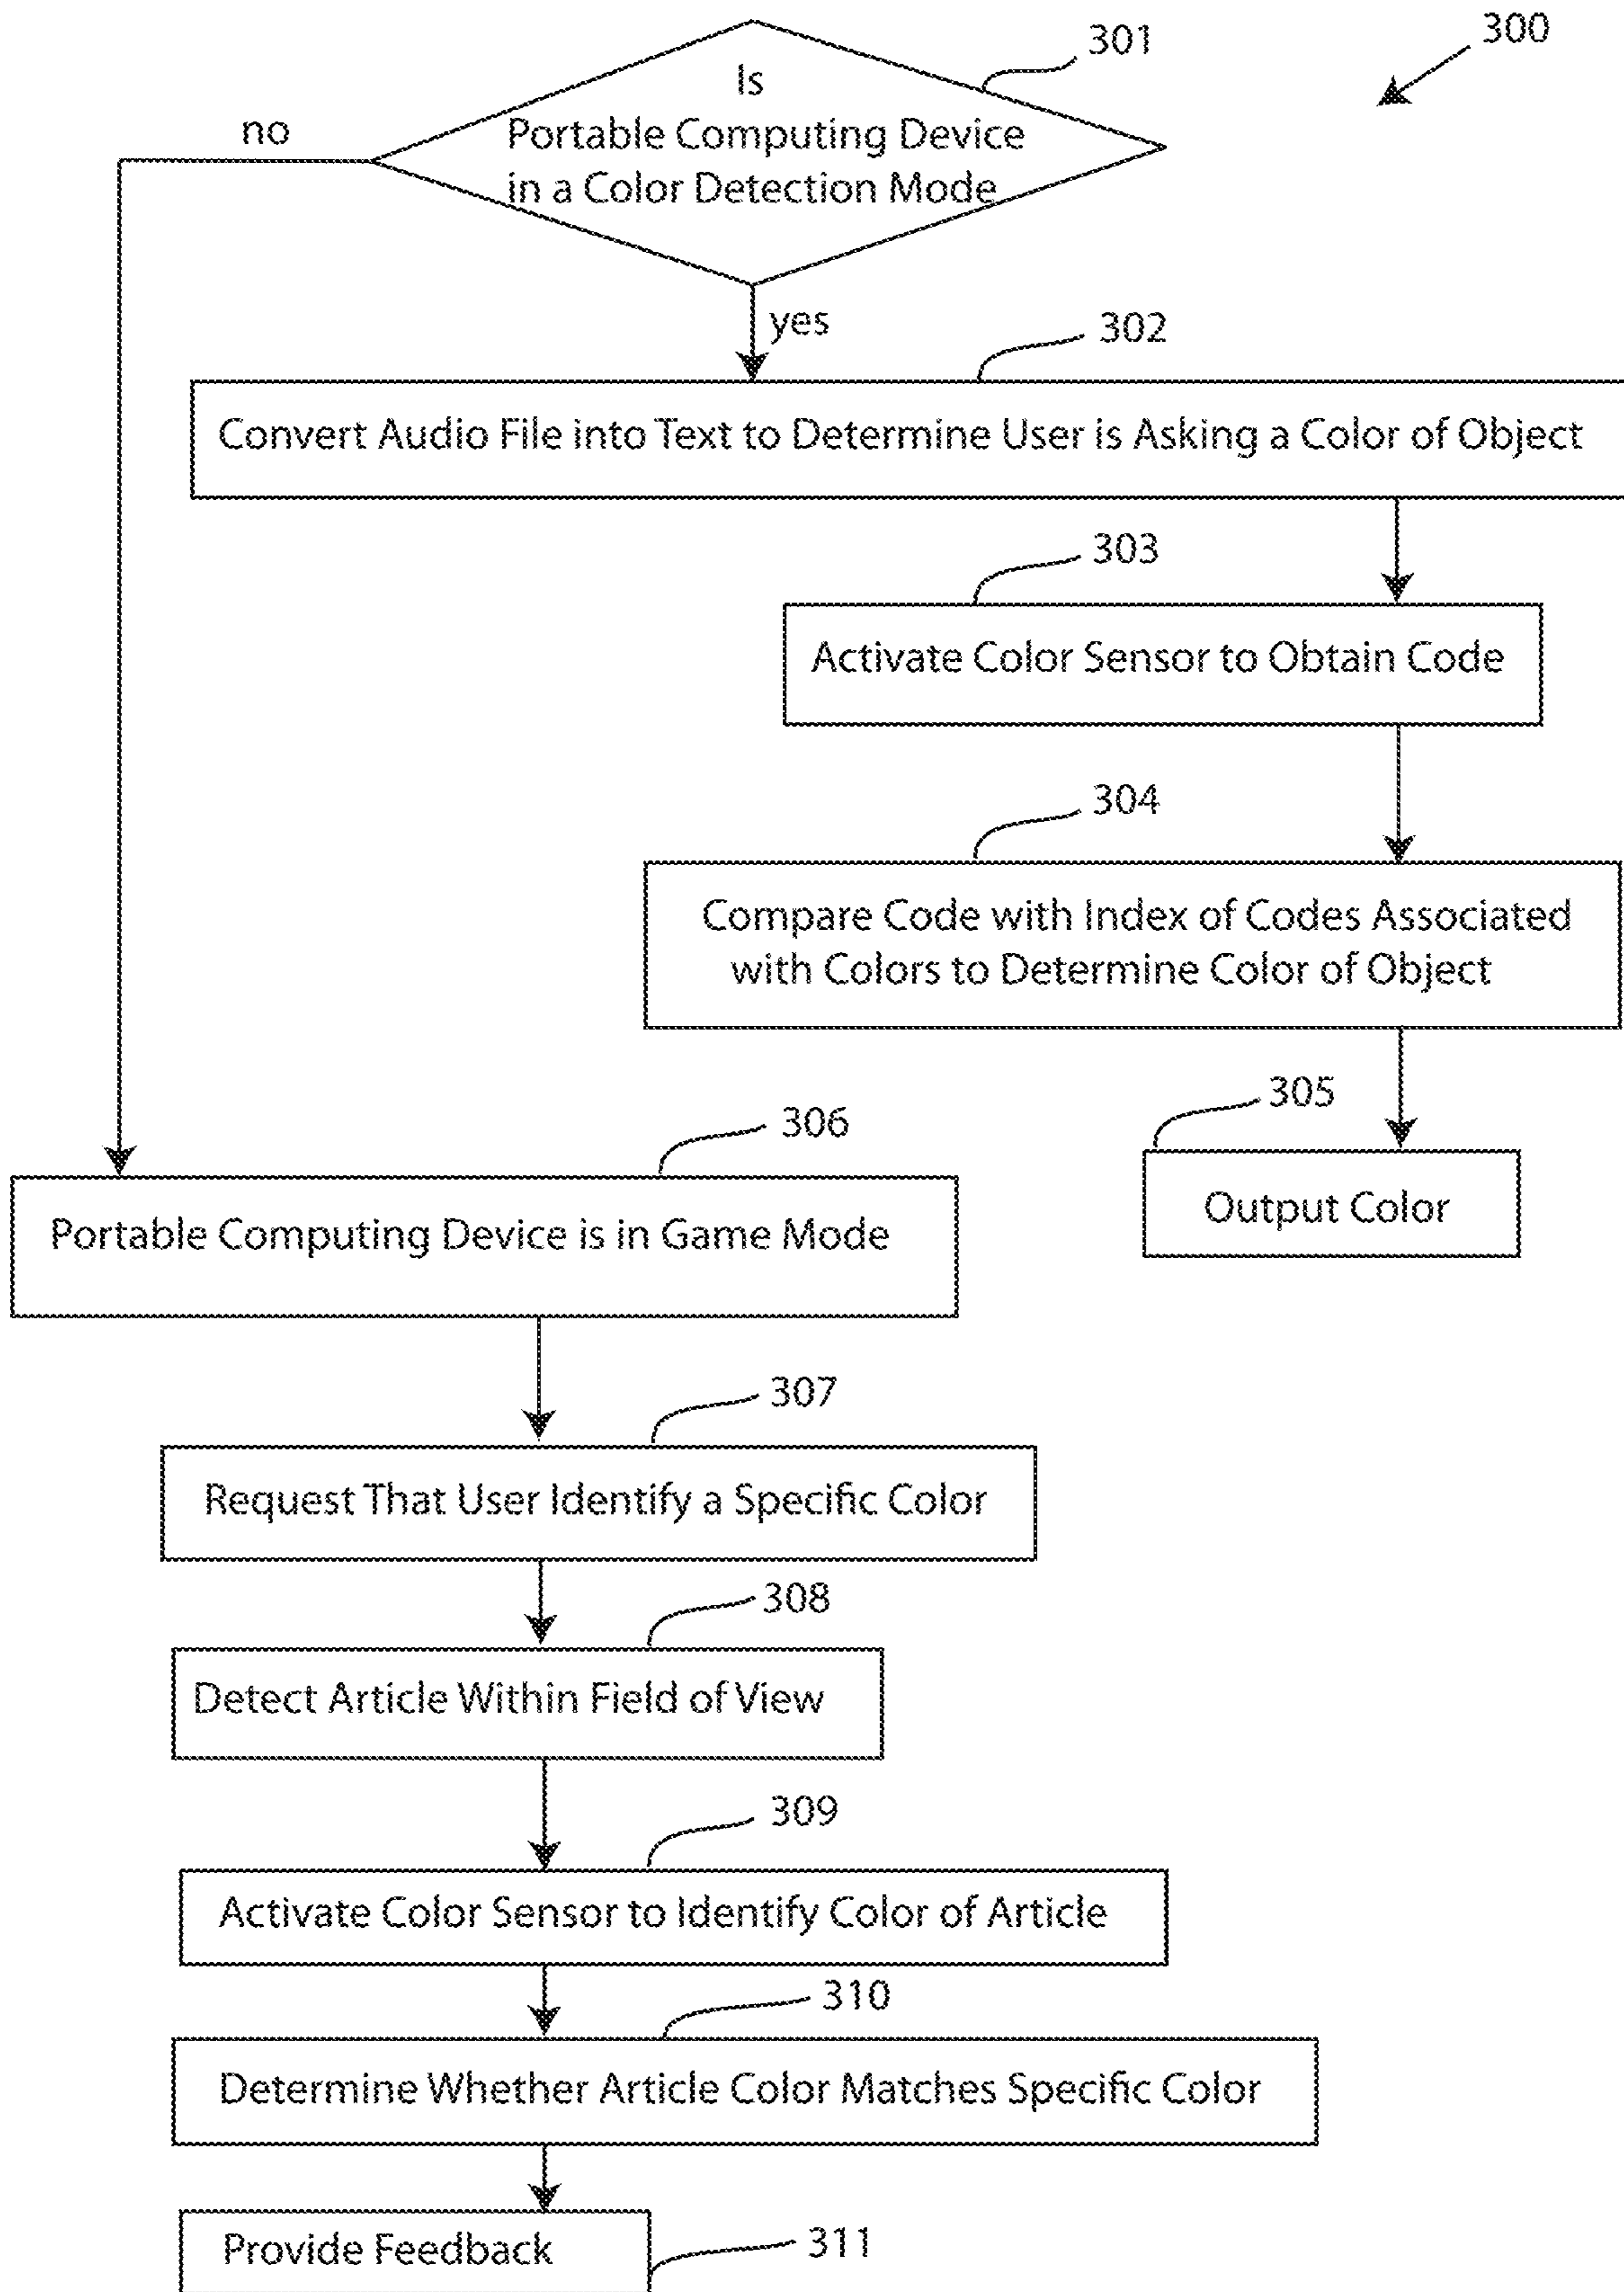 300
301
Is
Portable Computing Device
in a Color Detection Mode
no
yes
302
Convert Audio File into Text to Determine User is Asking a Color of Object
303
Activate Color Sensor to Obtain Code
304
Compare Code with Index of Codes Associated
with Colors to Determine Color of Object
305
Output Color
306
Portable Computing Device is in Game Mode
307
Request That User Identify a Specific Color
308
Detect Article Within Field of View
309
Activate Color Sensor to Identify Color of Article
310
Determine Whether Article Color Matches Specific Color
311
Provide Feedback